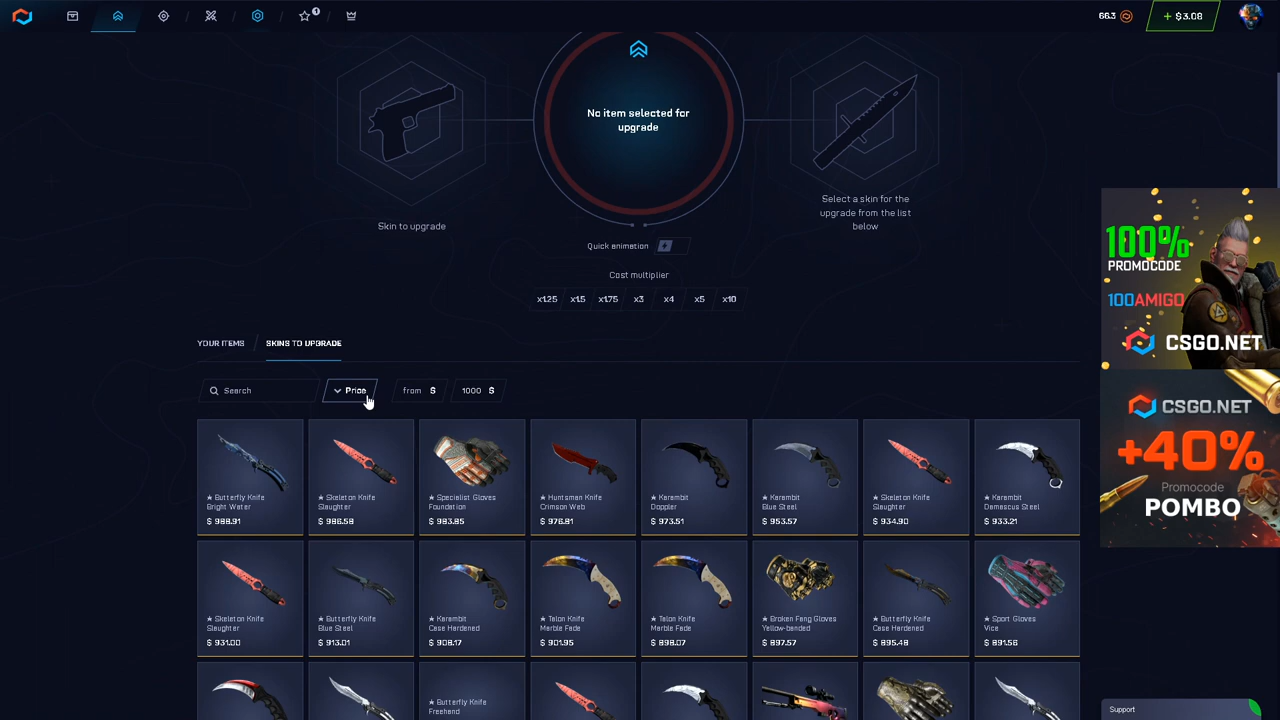 1
66.3
+ $3.08
No item selected for
upgrade
Skin to upgrade
Select a skin for the
upgrade from the list
below
Quick animation
Cost multiplier
x1.25 x1.5 x1.75 x3 x4 x5 x10
YOUR ITEMS / SKINS TO UPGRADE
Search
Price
from $
1000 $
★ Butterfly Knife
Bright Water
$ 988.91
★ Skeleton Knife
Slaughter
$ 986.58
★ Specialist Gloves
Foundation
$ 983.85
★ Huntsman Knife
Crimson Web
$ 976.81
★ Karambit
Doppler
$ 973.51
★ Karambit
Blue Steel
$ 953.57
★ Skeleton Knife
Slaughter
$ 934.90
★ Karambit
Damascus Steel
$ 933.21
★ Skeleton Knife
Slaughter
$ 931.00
★ Butterfly Knife
Blue Steel
$ 913.01
★ Karambit
Case Hardened
$ 908.17
★ Talon Knife
Marble Fade
$ 901.95
★ Talon Knife
Marble Fade
$ 898.07
★ Broken Fang Gloves
Yellow-banded
$ 897.57
★ Butterfly Knife
Case Hardened
$ 895.48
★ Sport Gloves
Vice
$ 891.56
★ Butterfly Knife
Freehand
100%
PROMOCODE
100AMIGO
CSGO.NET
CSGO.NET
+40%
Promocode
POMBO
Support